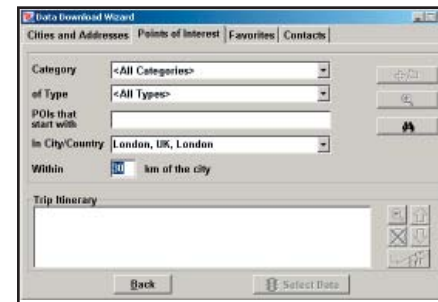 Data Download Wizard
Cities and Addresses Points of Interest Favorites Contacts
Category <All Categories>
of Type <All Types>
POIs that
start with
In City/Country London, UK, London
Within 30 km of the city
Trip Itinerary
Back Select Data